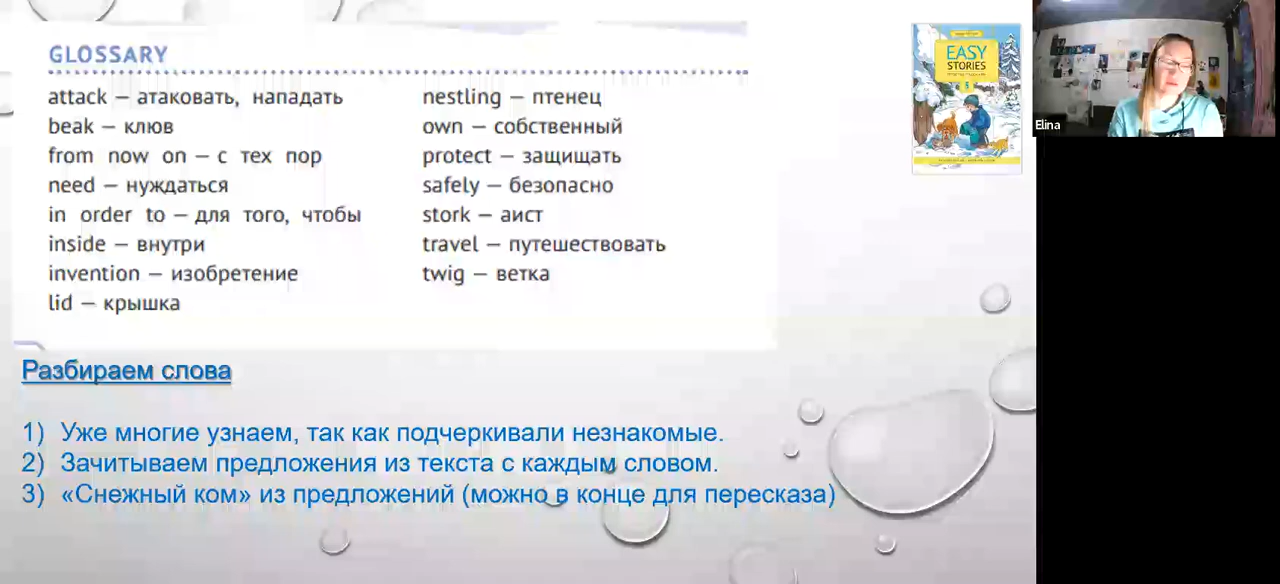 GLOSSARY
attack — атаковать, нападать
beak — клюв
from now on — с тех пор
need — нуждаться
in order to — для того, чтобы
inside — внутри
invention — изобретение
lid — крышка
nestling — птенец
own — собственный
protect — защищать
safely — безопасно
stork — аист
travel — путешествовать
twig — ветка
EASY
STORIES
Elina
Разбираем слова
1) Уже многие узнаем, так как подчеркивали незнакомые.
2) Зачитываем предложения из текста с каждым словом.
3) «Снежный ком» из предложений (можно в конце для пересказа)